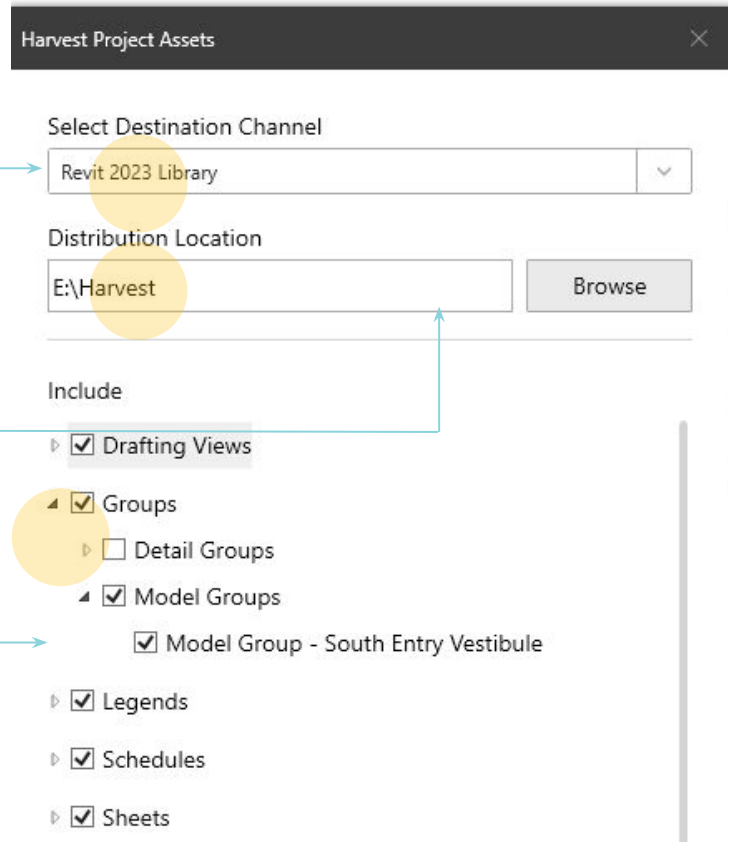 Harvest Project Assets
Select Destination Channel
Revit 2023 Library
Distribution Location
E:\Harvest
Browse
Include
Drafting Views
Groups
Detail Groups
Model Groups
Model Group - South Entry Vestibule
Legends
Schedules
Sheets